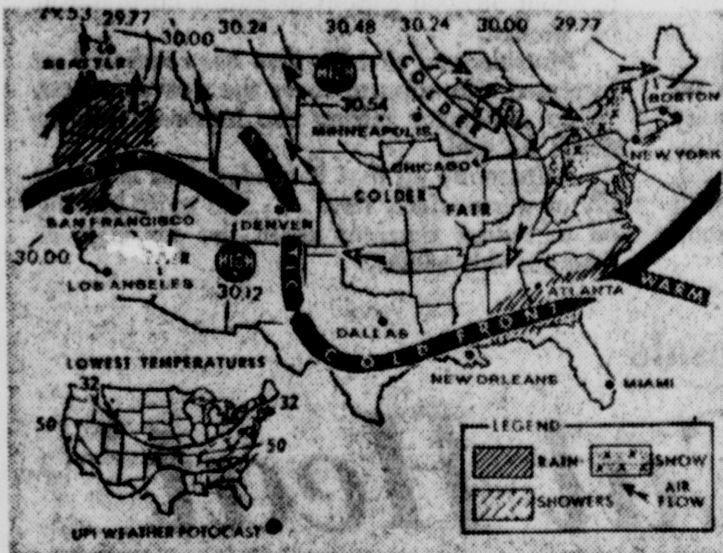 29.53 29.77 30.00 30.24 30.48 30.24 30.00 29.77
SEATTLE
HIGH
30.54
COLDER
COLDER
MINNEAPOLIS
BOSTON
NEW YORK
CHICAGO
COLDER
FAIR
SAN FRANCISCO
DENVER
30.00
FAIR
LOS ANGELES
HIGH
30.12
ATLANTA
WARM
DALLAS
COLD FRONT
NEW ORLEANS
MIAMI
LOWEST TEMPERATURES
32
32
50
50
LEGEND
RAIN
SNOW
SHOWERS
AIR
FLOW
UPI WEATHER FOTOCAST